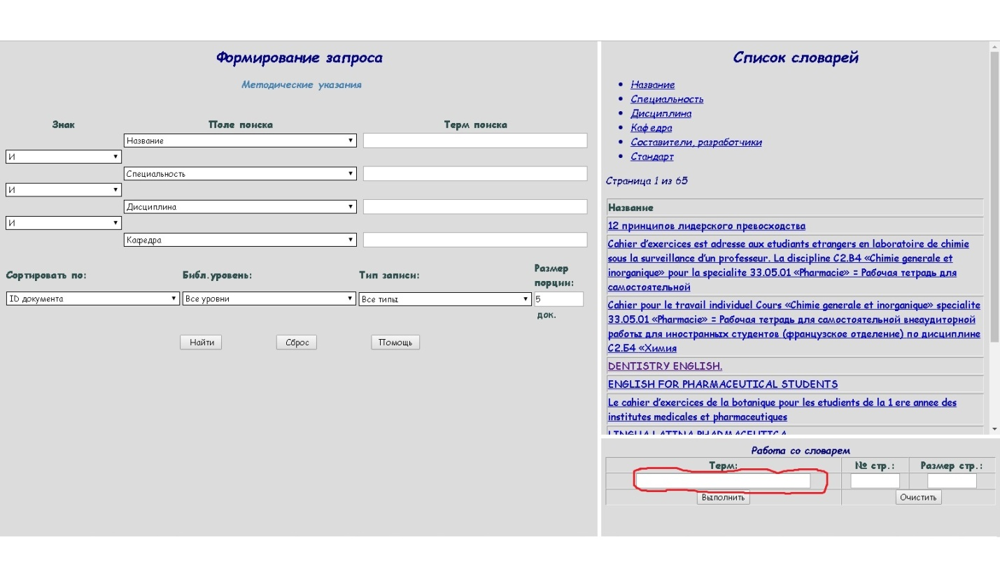 Формирование запроса
Методические указания
Знак Поле поиска Терм поиска
Название
И
Специальность
И
Дисциплина
И
Кафедра
Сортировать по: Библ.уровень: Тип записи: Размер порции:
ID документа Все уровни Все типы 5
док.
Найти Сброс Помощь
Список словарей
Название
Специальность
Дисциплина
Кафедра
Составители, разработчики
Стандарт
Страница 1 из 65
Название
12 принципов лидерского превосходства
Cahier d'exercices est adresse aux etudiants etrangers en laboratoire de chimie
sous la surveillance d'un professeur. La discipline C2.B4 «Chimie generale et
inorganique» pour la specialite 33.05.01 «Pharmacie» = Рабочая тетрадь для
самостоятельной
Cahier pour le travail individuel Cours «Chimie generale et inorganique» specialite
33.05.01 «Pharmacie» = Рабочая тетрадь для самостоятельной внеаудиторной
работы для иностранных студентов (французское отделение) по дисциплине
С2.Б4 «Химия
DENTISTRY ENGLISH.
ENGLISH FOR PHARMACEUTICAL STUDENTS
Le cahier d'exercices de la botanique pour les etudients de la 1 ere annee des
institutes medicales et pharmaceutiques
LINGUA LATINA PHARMACEUTICA
Работа со словарем
Терм: № стр.: Размер стр.:
Выполнить Очистить